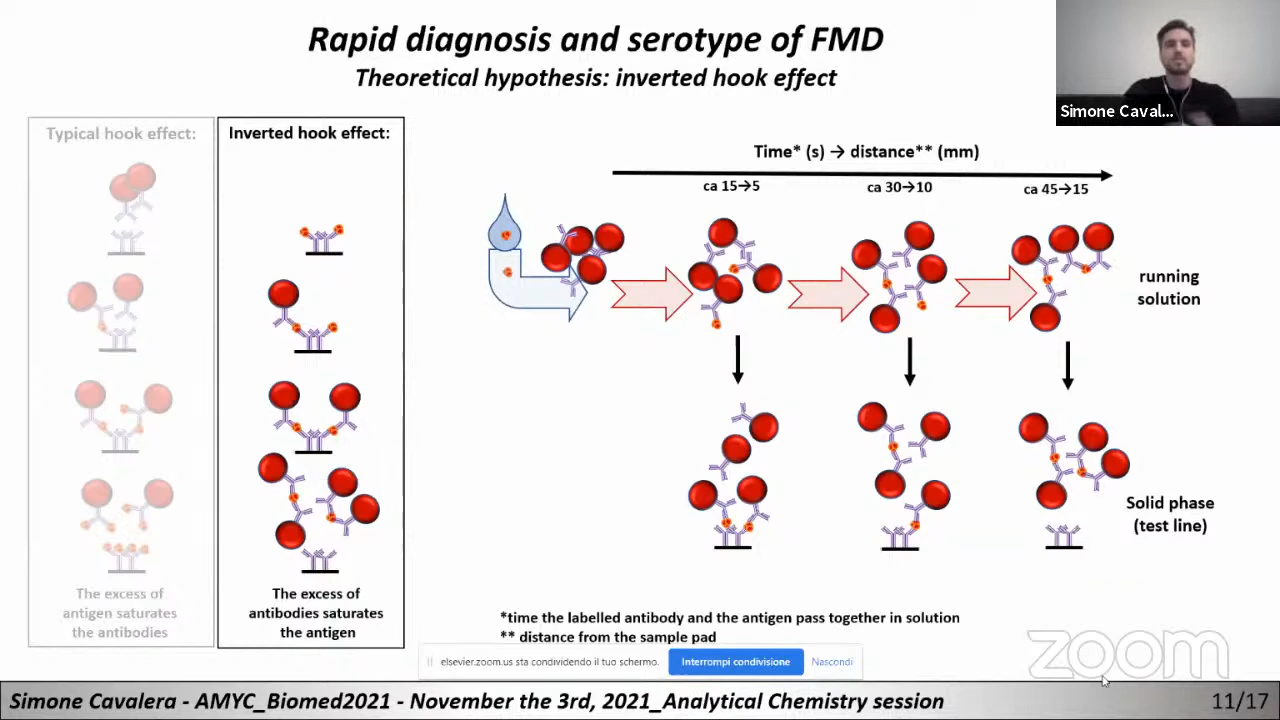 Rapid diagnosis and serotype of FMD
Theoretical hypothesis: inverted hook effect
Simone Caval...
Typical hook effect:
Inverted hook effect:
Time* (s) → distance** (mm)
ca 15→5
ca 30→10
ca 45→15
running
solution
Solid phase
(test line)
The excess of
antigen saturates
the antibodies
The excess of
antibodies saturates
the antigen
*time the labelled antibody and the antigen pass together in solution
** distance from the sample pad
elsevier.zoom.us sta condividendo il tuo schermo.
Interrompi condivisione
Nascondi
zoom
Simone Cavalera - AMYC_Biomed2021 - November the 3rd, 2021_Analytical Chemistry session
11/17